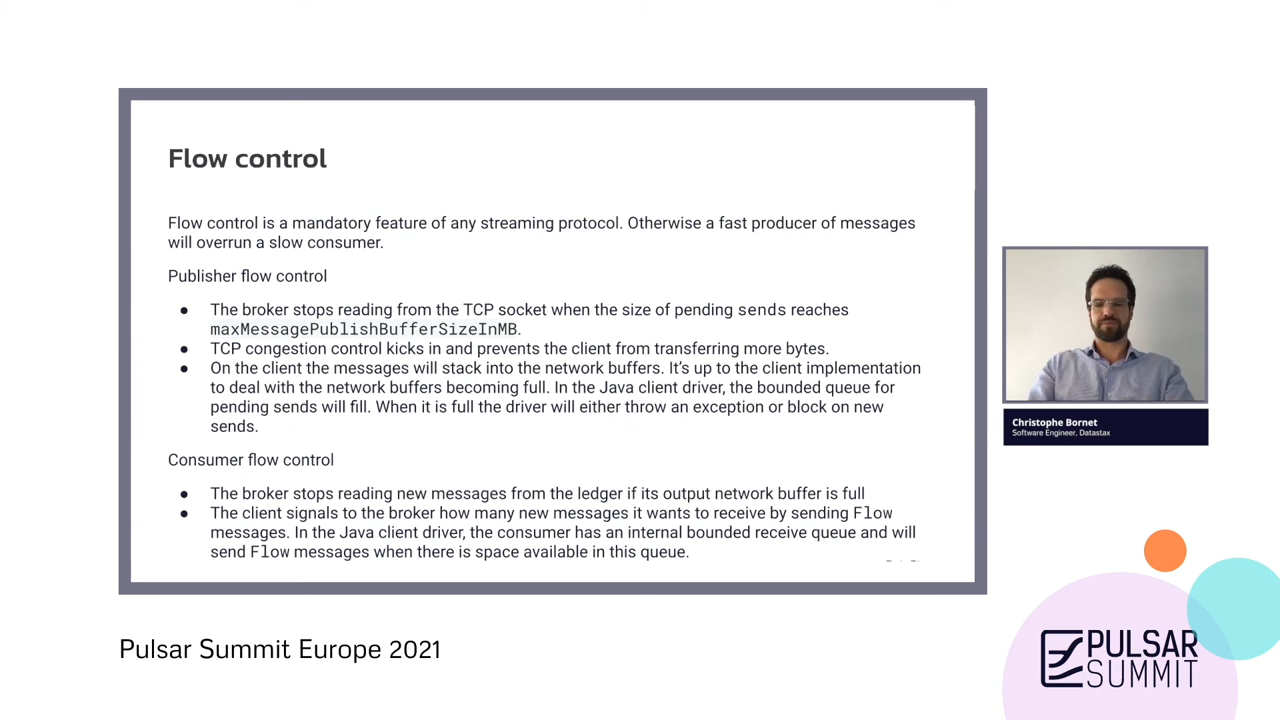 Flow control
Flow control is a mandatory feature of any streaming protocol. Otherwise a fast producer of messages
will overrun a slow consumer.
Publisher flow control
● The broker stops reading from the TCP socket when the size of pending sends reaches
maxMessagePublishBufferSizeInMB.
● TCP congestion control kicks in and prevents the client from transferring more bytes.
● On the client the messages will stack into the network buffers. It's up to the client implementation
to deal with the network buffers becoming full. In the Java client driver, the bounded queue for
pending sends will fill. When it is full the driver will either throw an exception or block on new
sends.
Consumer flow control
● The broker stops reading new messages from the ledger if its output network buffer is full
● The client signals to the broker how many new messages it wants to receive by sending Flow
messages. In the Java client driver, the consumer has an internal bounded receive queue and will
send Flow messages when there is space available in this queue.
Christophe Bornet
Software Engineer, Datastax
Pulsar Summit Europe 2021
PULSAR
SUMMIT